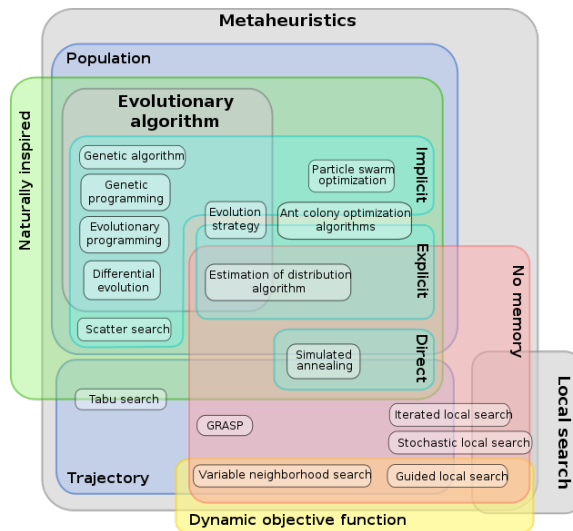 Metaheuristics
Population
Naturally inspired
Evolutionary
algorithm
Genetic algorithm
Genetic
programming
Evolutionary
programming
Differential
evolution
Scatter search
Evolution
strategy
Particle swarm
optimization
Ant colony optimization
algorithms
Implicit
Explicit
Estimation of distribution
algorithm
No memory
Direct
Simulated
annealing
Tabu search
GRASP
Iterated local search
Stochastic local search
Local search
Trajectory
Variable neighborhood search
Guided local search
Dynamic objective function